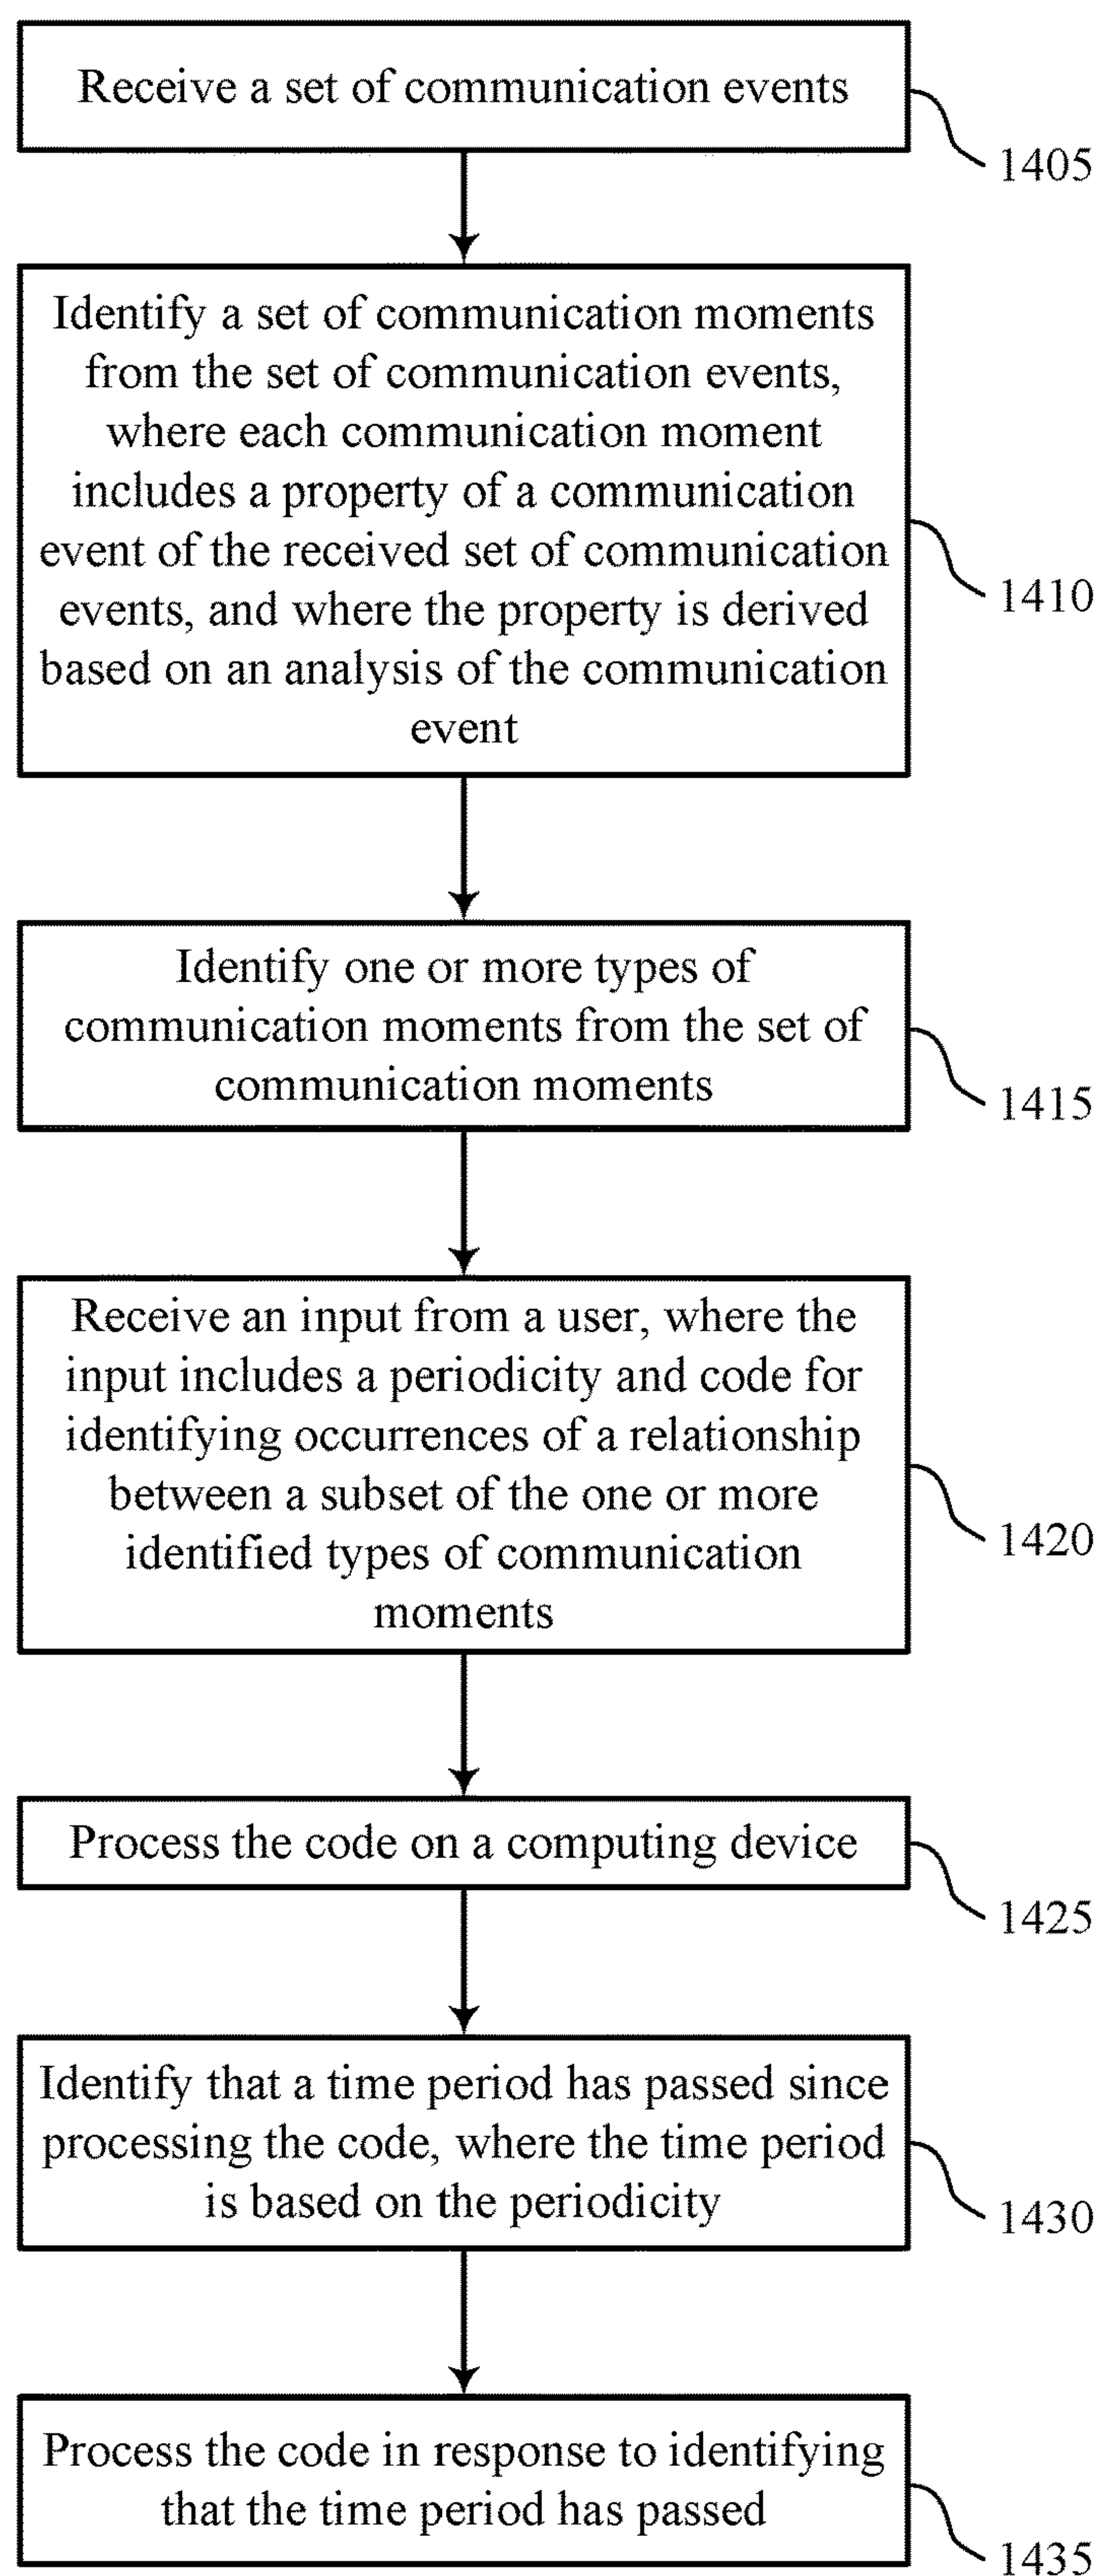 Receive a set of communication events
1405
Identify a set of communication moments
from the set of communication events,
where each communication moment
includes a property of a communication
event of the received set of communication
events, and where the property is derived
based on an analysis of the communication
event
1410
Identify one or more types of
communication moments from the set of
communication moments
1415
Receive an input from a user, where the
input includes a periodicity and code for
identifying occurrences of a relationship
between a subset of the one or more
identified types of communication
moments
1420
Process the code on a computing device
1425
Identify that a time period has passed since
processing the code, where the time period
is based on the periodicity
1430
Process the code in response to identifying
that the time period has passed
1435